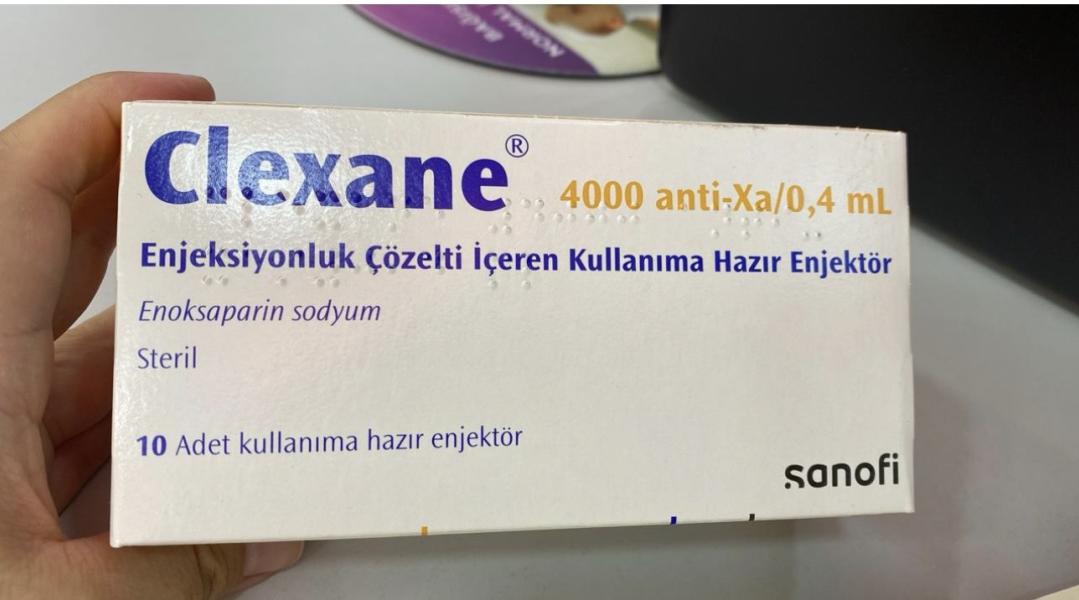 NORMAL
Clexane®
4000 anti-Xa/0,4 mL
Enjeksiyonluk Çözelti İçeren Kullanıma Hazır Enjektör
Enoksaparin sodyum
Steril
10 Adet kullanıma hazır enjektör
sanofi